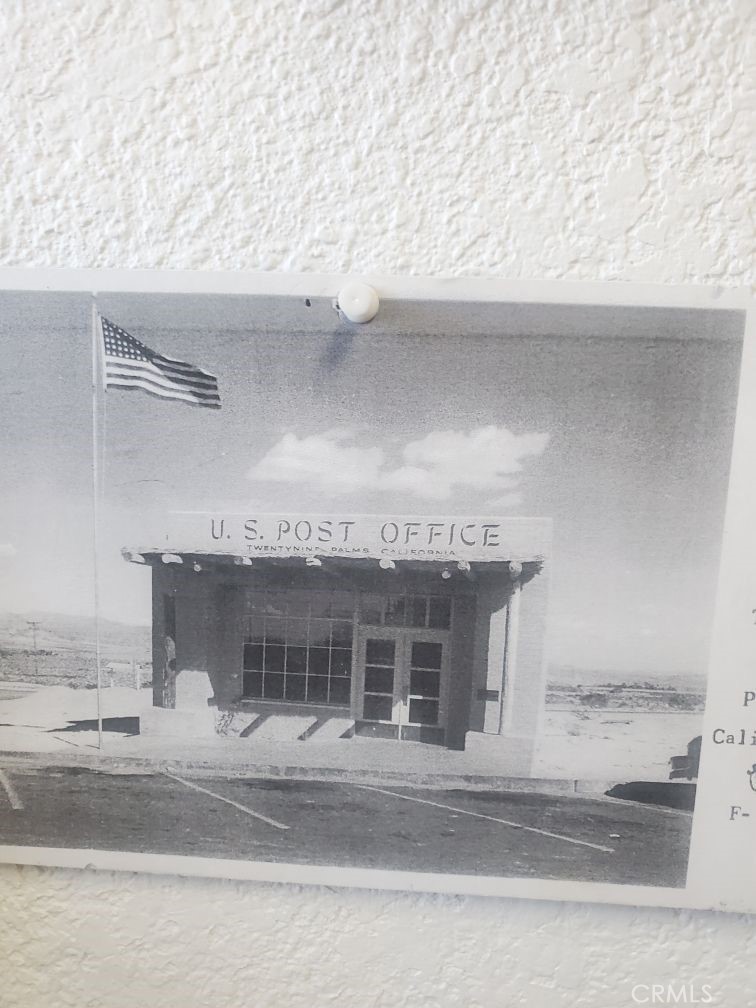 U. S. POST OFFICE
TWENTYNINE PALMS CALIFORNIA
P
Cali
F-
CRMLS